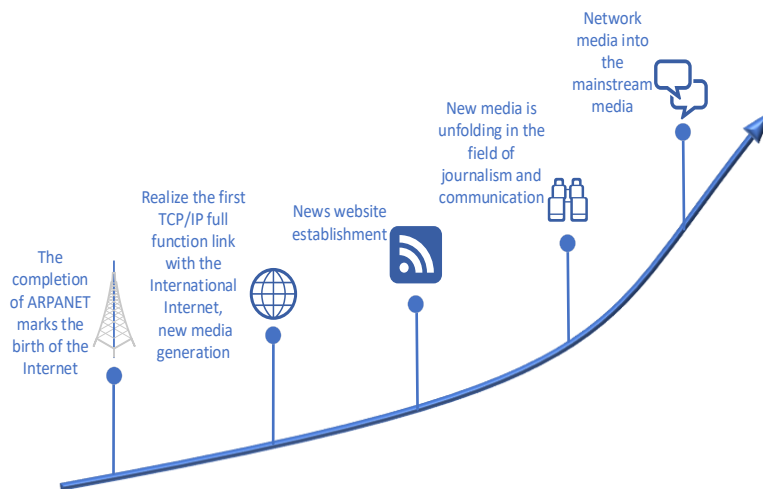 The
completion
of ARPANET
marks the
birth of the
Internet
Realize the first
TCP/IP full
function link
with the
International
Internet,
new media
generation
News website
establishment
New media is
unfolding in the
field of
journalism and
communication
Network
media into
the
mainstream
media